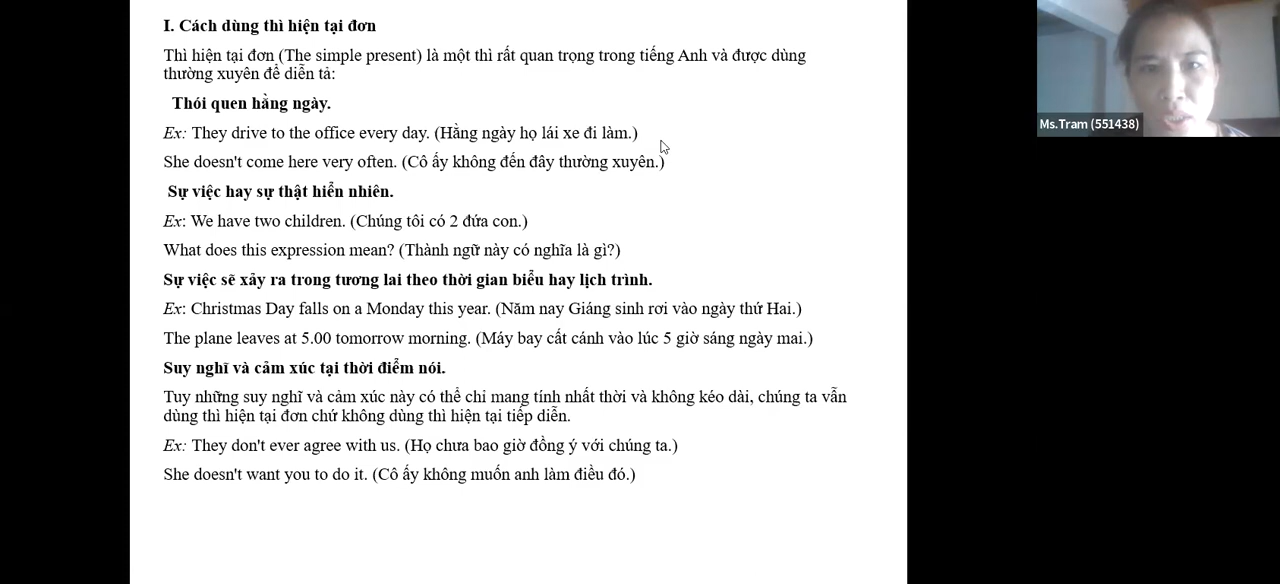 I. Cách dùng thì hiện tại đơn
Thì hiện tại đơn (The simple present) là một thì rất quan trọng trong tiếng Anh và được dùng
thường xuyên để diễn tả:
Thói quen hằng ngày.
Ex: They drive to the office every day. (Hằng ngày họ lái xe đi làm.)
She doesn't come here very often. (Cô ấy không đến đây thường xuyên.)
Sự việc hay sự thật hiển nhiên.
Ex: We have two children. (Chúng tôi có 2 đứa con.)
What does this expression mean? (Thành ngữ này có nghĩa là gì?)
Sự việc sẽ xảy ra trong tương lai theo thời gian biểu hay lịch trình.
Ex: Christmas Day falls on a Monday this year. (Năm nay Giáng sinh rơi vào ngày thứ Hai.)
The plane leaves at 5.00 tomorrow morning. (Máy bay cất cánh vào lúc 5 giờ sáng ngày mai.)
Suy nghĩ và cảm xúc tại thời điểm nói.
Tuy những suy nghĩ và cảm xúc này có thể chỉ mang tính nhất thời và không kéo dài, chúng ta vẫn
dùng thì hiện tại đơn chứ không dùng thì hiện tại tiếp diễn.
Ex: They don't ever agree with us. (Họ chưa bao giờ đồng ý với chúng ta.)
She doesn't want you to do it. (Cô ấy không muốn anh làm điều đó.)
Ms.Tram (551438)